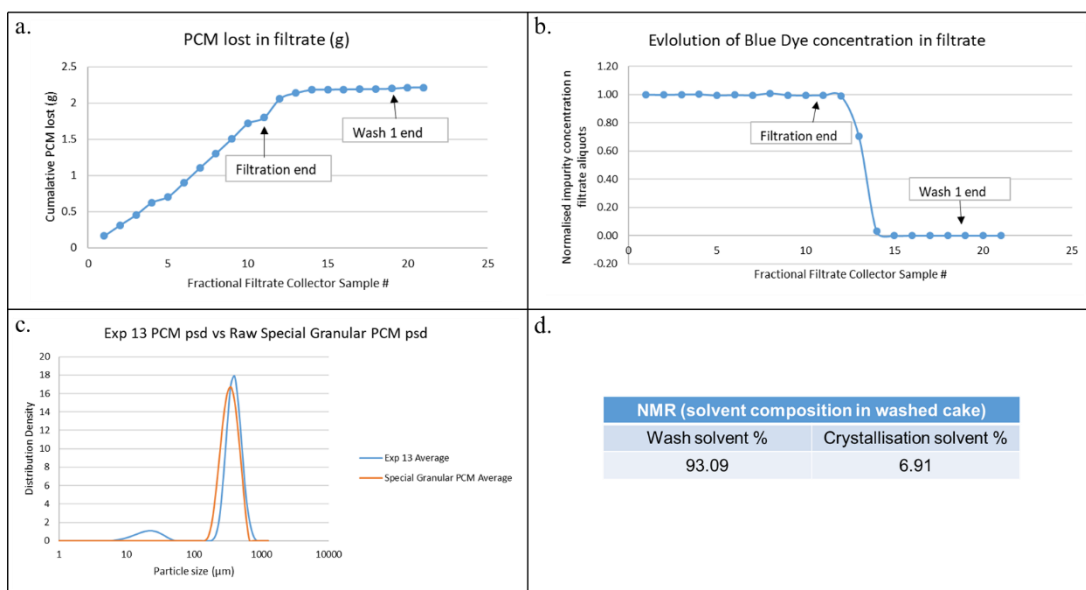 a.
PCM lost in filtrate (g)
Cumalative PCM lost (g)
2.5
2
1.5
1
0.5
0
0
5
10
15
20
25
Filtration end
Wash 1 end
Fractional Filtrate Collector Sample #
b.
Evlolution of Blue Dye concentration in filtrate
Normalised impurity concentration n
filtrate aliquots
1.20
1.00
0.80
0.60
0.40
0.20
0.00
-0.20
0
5
10
15
20
25
Filtration end
Wash 1 end
Fractional Filtrate Collector Sample #
c.
Exp 13 PCM psd vs Raw Special Granular PCM psd
Distribution Density
20
18
16
14
12
10
8
6
4
2
0
1
10
100
1000
10000
Particle size (μm)
Exp 13 Average
Special Granular PCM Average
d.
NMR (solvent composition in washed cake)
Wash solvent % Crystallisation solvent %
93.09 6.91